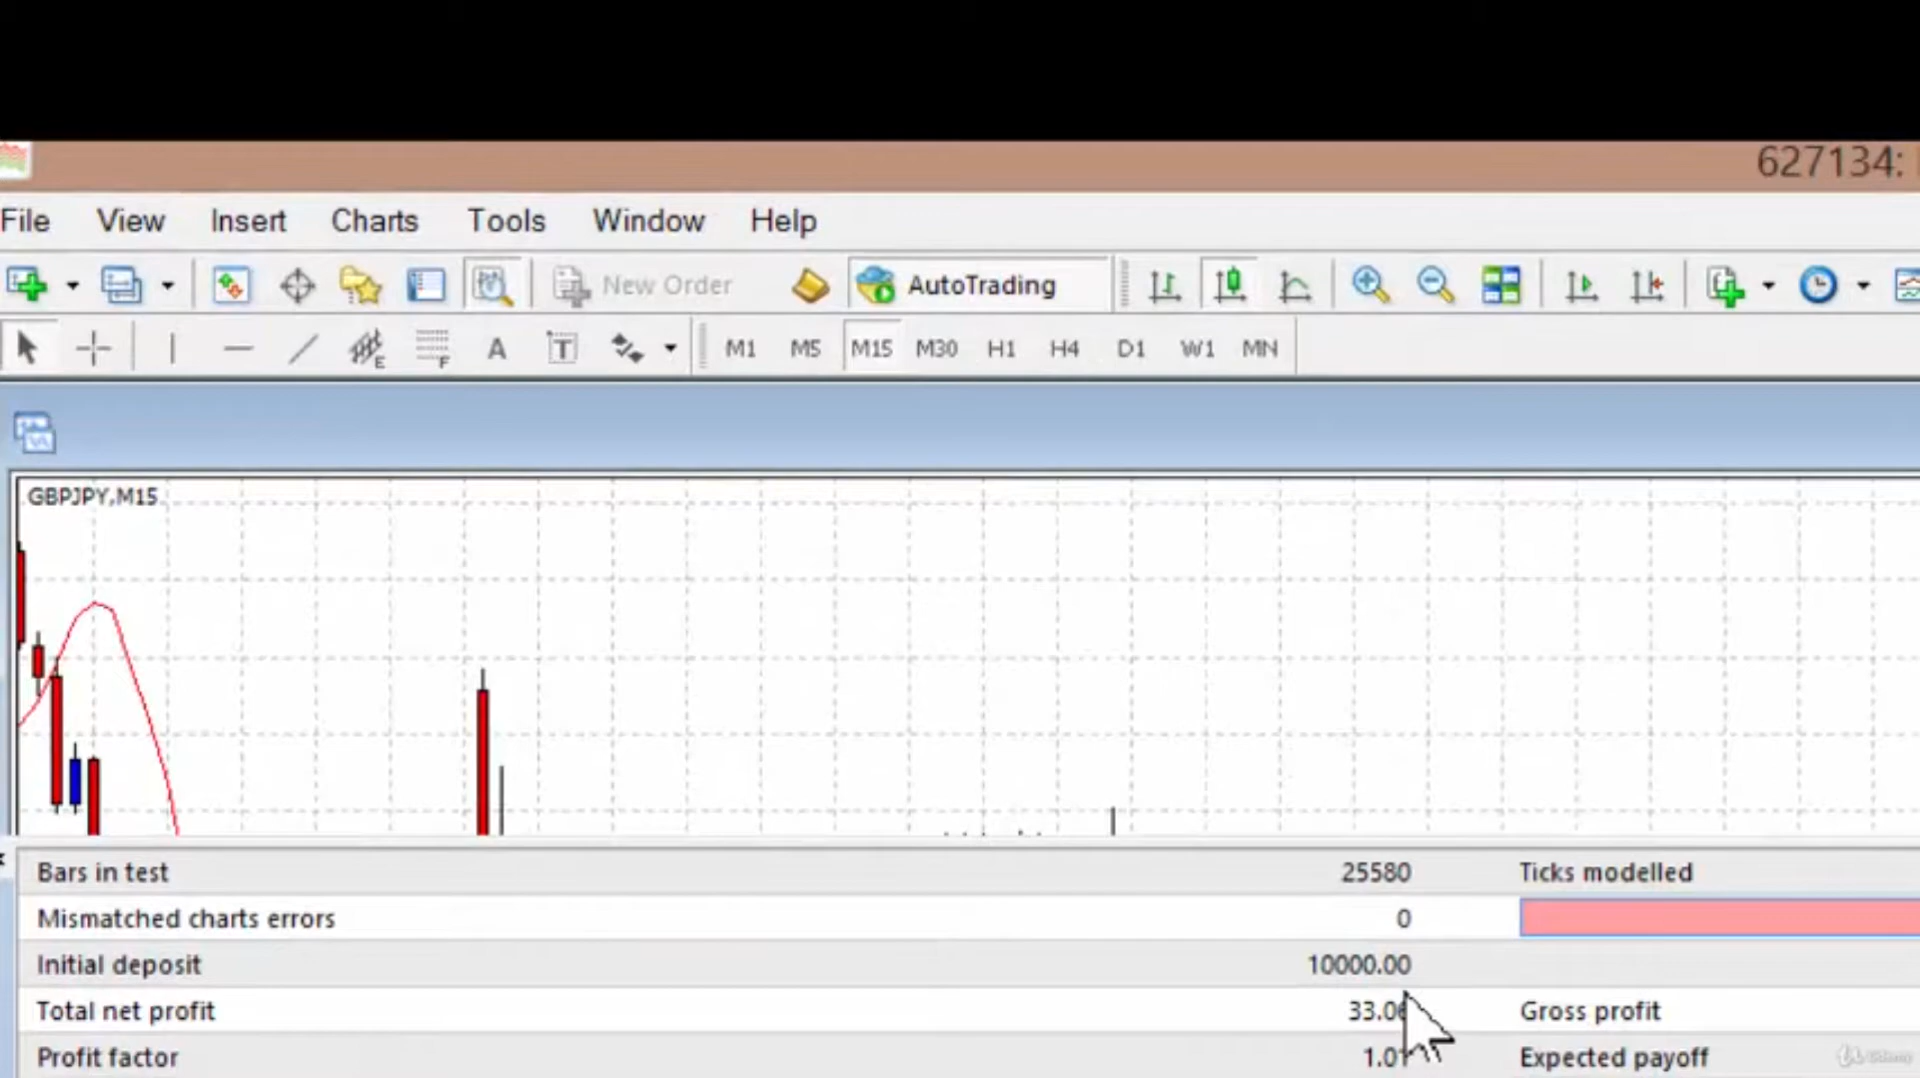 627134:
File View Insert Charts Tools Window Help
New Order AutoTrading
E F A T M1 M5 M15 M30 H1 H4 D1 W1 MN
GBPJPY,M15
Bars in test 25580 Ticks modelled
Mismatched charts errors 0
Initial deposit 10000.00
Total net profit Gross profit
Profit factor Expected payoff
Udemy